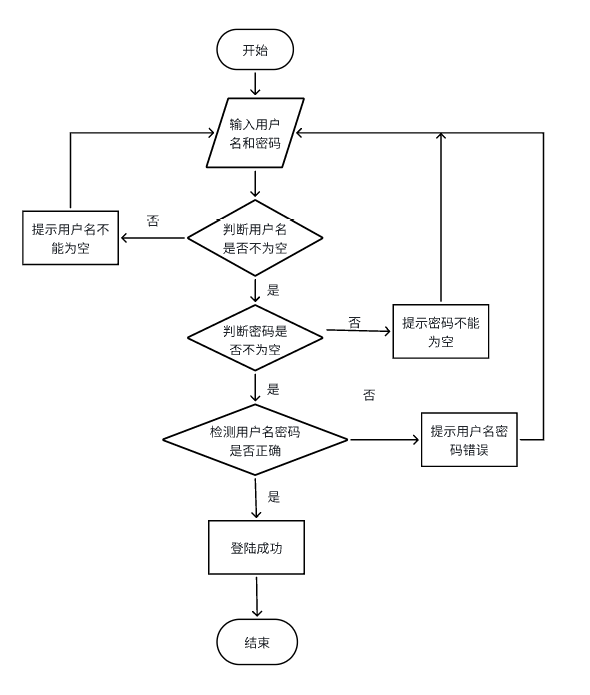 开始
输入用户
名和密码
判断用户名
是否不为空
否
提示用户名不
能为空
是
判断密码是
否不为空
否
提示密码不能
为空
是
否
检测用户名密码
是否正确
提示用户名密
码错误
是
登陆成功
结束